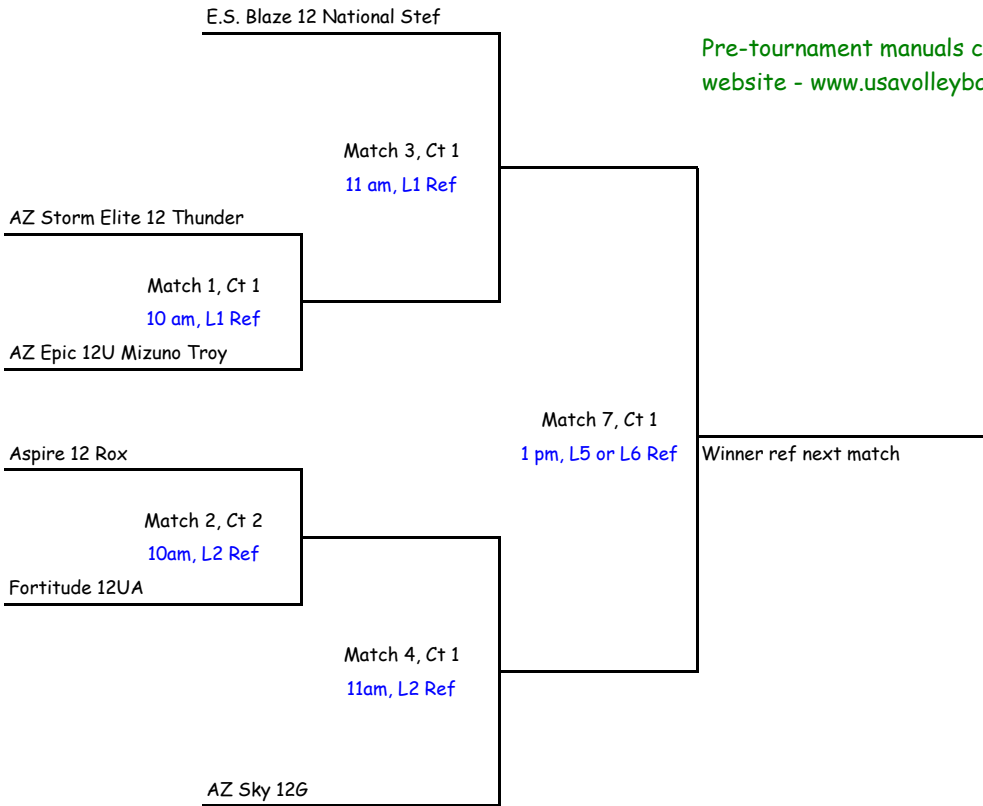 E.S. Blaze 12 National Stef
Pre-tournament manuals c
website - www.usavolleyba
Match 3, Ct 1
11 am, L1 Ref
AZ Storm Elite 12 Thunder
Match 1, Ct 1
10 am, L1 Ref
AZ Epic 12U Mizuno Troy
Match 7, Ct 1
1 pm, L5 or L6 Ref
Winner ref next match
Aspire 12 Rox
Match 2, Ct 2
10am, L2 Ref
Fortitude 12UA
Match 4, Ct 1
11am, L2 Ref
AZ Sky 12G